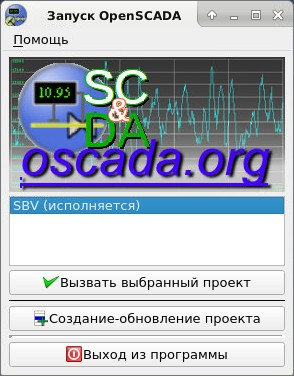 Запуск OpenSCADA
Помощь
10.95
SC
&
DA
oscada.org
SBV (исполняется)
Вызвать выбранный проект
Создание-обновление проекта
Выход из программы